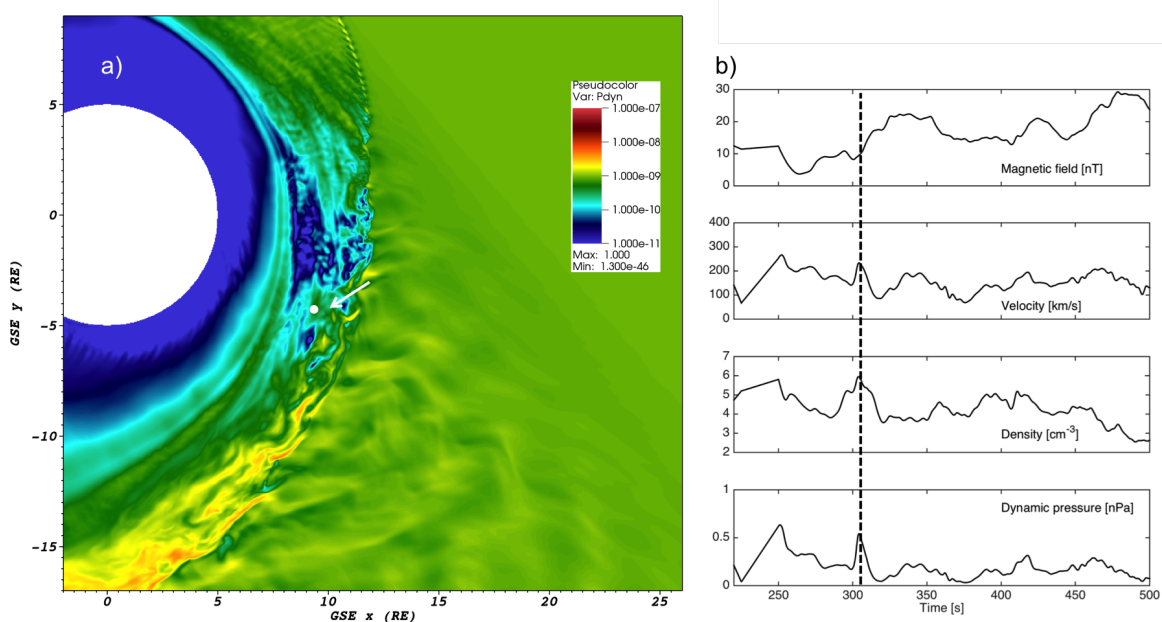 a)
Pseudocolor
Var: Pdyn
1.000e-07
1.000e-08
1.000e-09
1.000e-10
1.000e-11
Max: 1.000
Min: 1.300e-46
5
0
-5
-10
-15
GSE y (RE)
0 5 10 15 20 25
GSE x (RE)
b)
30
20
10
0
Magnetic field [nT]
400
300
200
100
0
Velocity [km/s]
7
6
5
4
3
2
Density [cm⁻³]
1
0.5
0
Dynamic pressure [nPa]
250 300 350 400 450 500
Time [s]